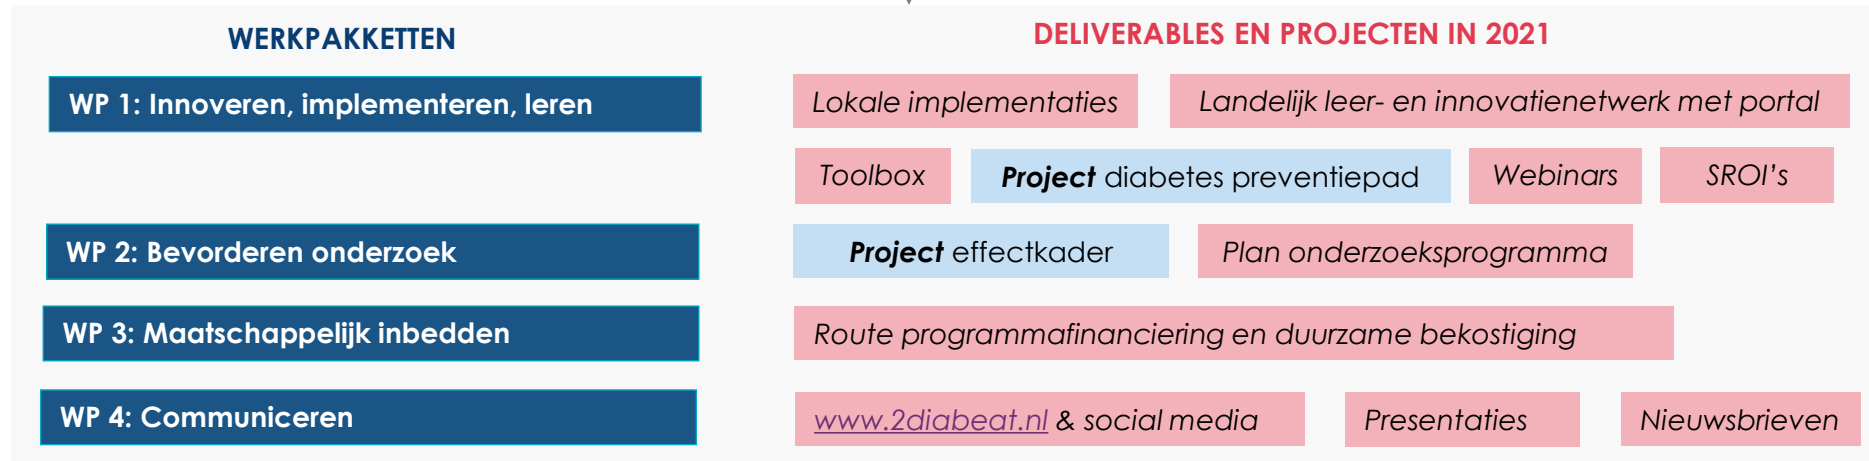 WERKPAKKETTEN
DELIVERABLES EN PROJECTEN IN 2021
WP 1: Innoveren, implementeren, leren
Lokale implementaties
Landelijk leer- en innovatienetwerk met portal
Toolbox
Project diabetes preventiepad
Webinars
SROI's
WP 2: Bevorderen onderzoek
Project effectkader
Plan onderzoeksprogramma
WP 3: Maatschappelijk inbedden
Route programmafinanciering en duurzame bekostiging
WP 4: Communiceren
www.2diabeat.nl & social media
Presentaties
Nieuwsbrieven